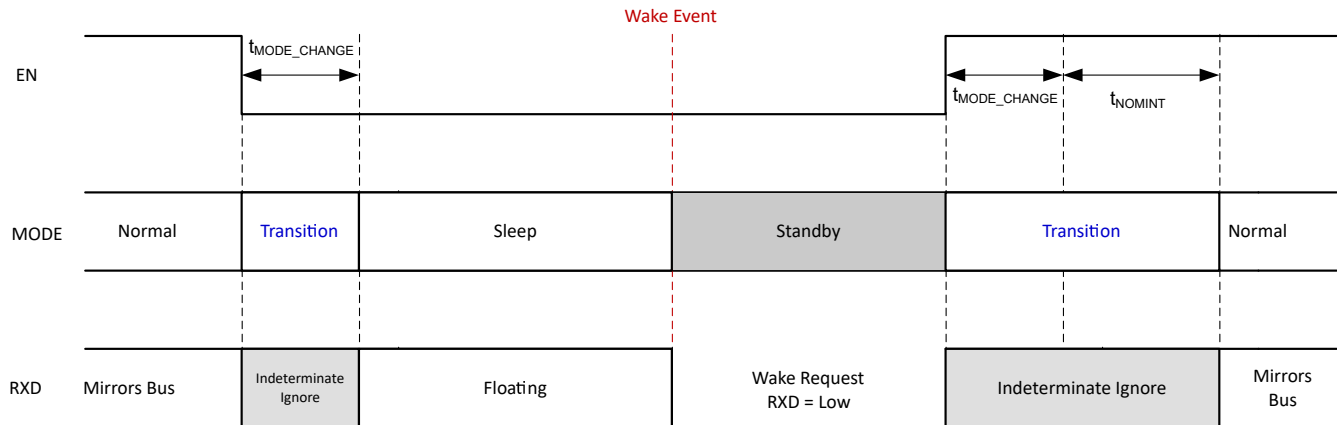 Wake Event
EN
tMODE_CHANGE
tMODE_CHANGE
tNOMINT
MODE
Normal
Transition
Sleep
Standby
Transition
Normal
RXD
Mirrors Bus
Indeterminate
Ignore
Floating
Wake Request
RXD = Low
Indeterminate Ignore
Mirrors
Bus